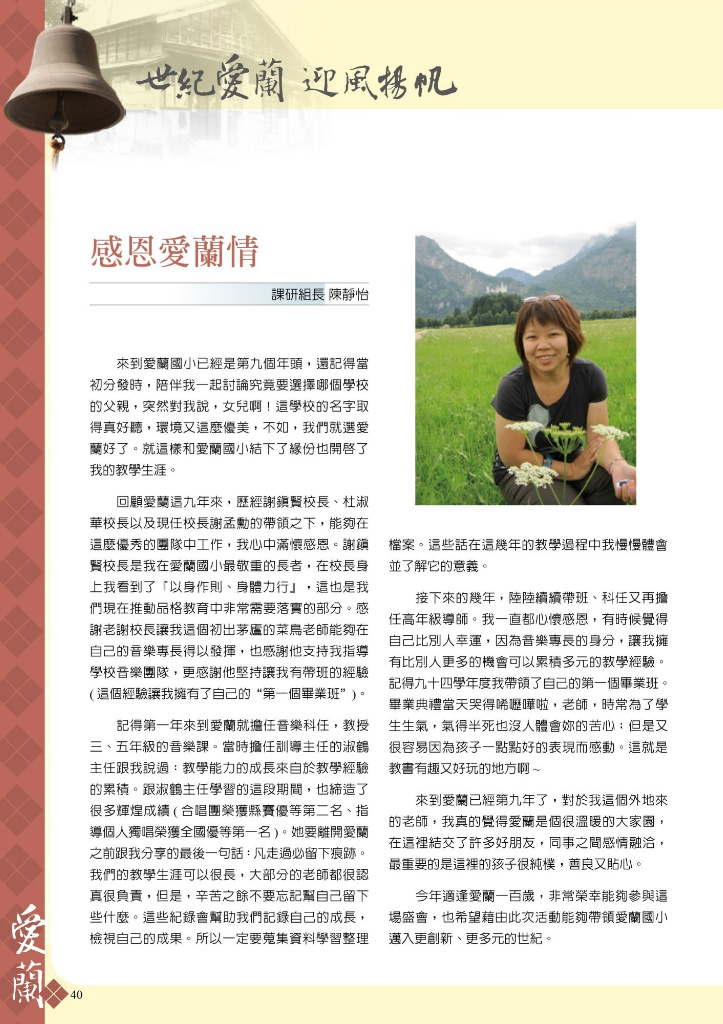 世紀愛蘭 迎風揚帆
感恩愛蘭情
課研組長 陳靜怡
來到愛蘭國小已經是第九個年頭，還記得當
初分發時，陪伴我一起討論究竟要選擇哪個學校
的父親，突然對我說，女兒啊！這學校的名字取
得真好聽，環境又這麼優美，不如，我們就選愛
蘭好了。就這樣和愛蘭國小結下了緣份也開啓了
我的教學生涯。
回顧愛蘭這九年來，歷經謝鎭賢校長、杜淑
華校長以及現任校長謝孟勳的帶領之下，能夠在
這麼優秀的團隊中工作，我心中滿懷感恩。謝鎭
賢校長是我在愛蘭國小最敬重的長者，在校長身
上我看到了『以身作則、身體力行』，這也是我
們現在推動品格教育中非常需要落實的部分。感
謝老謝校長讓我這個初出茅廬的菜鳥老師能夠在
自己的音樂專長得以發揮，也感謝他支持我指導
學校音樂團隊，更感謝他堅持讓我有帶班的經驗
( 這個經驗讓我擁有了自己的“第一個畢業班”)。
記得第一年來到愛蘭就擔任音樂科任，教授
三、五年級的音樂課。當時擔任訓導主任的淑鶴
主任跟我說過：教學能力的成長來自於教學經驗
的累積。跟淑鶴主任學習的這段期間，也締造了
很多輝煌成績 ( 合唱團榮獲縣賽優等第二名、指
導個人獨唱榮獲全國優等第一名 )。她要離開愛蘭
之前跟我分享的最後一句話：凡走過必留下痕跡。
我們的教學生涯可以很長，大部分的老師都很認
真很負責，但是，辛苦之餘不要忘記幫自己留下
些什麼。這些紀錄會幫助我們記錄自己的成長，
檢視自己的成果。所以一定要蒐集資料學習整理
檔案。這些話在這幾年的教學過程中我慢慢體會
並了解它的意義。
接下來的幾年，陸陸續續帶班、科任又再擔
任高年級導師。我一直都心懷感恩，有時候覺得
自己比別人幸運，因為音樂專長的身分，讓我擁
有比別人更多的機會可以累積多元的教學經驗。
記得九十四學年度我帶領了自己的第一個畢業班。
畢業典禮當天哭得唏嚦嘩啦，老師，時常為了學
生生氣，氣得半死也沒人體會妳的苦心；但是又
很容易因為孩子一點點好的表現而感動。這就是
教書有趣又好玩的地方啊～
來到愛蘭已經第九年了，對於我這個外地來
的老師，我真的覺得愛蘭是個很溫暖的大家園，
在這裡結交了許多好朋友，同事之間感情融洽，
最重要的是這裡的孩子很純樸，善良又貼心。
今年適逢愛蘭一百歲，非常榮幸能夠參與這
場盛會，也希望藉由此次活動能夠帶領愛蘭國小
邁入更創新、更多元的世紀。
愛蘭
40